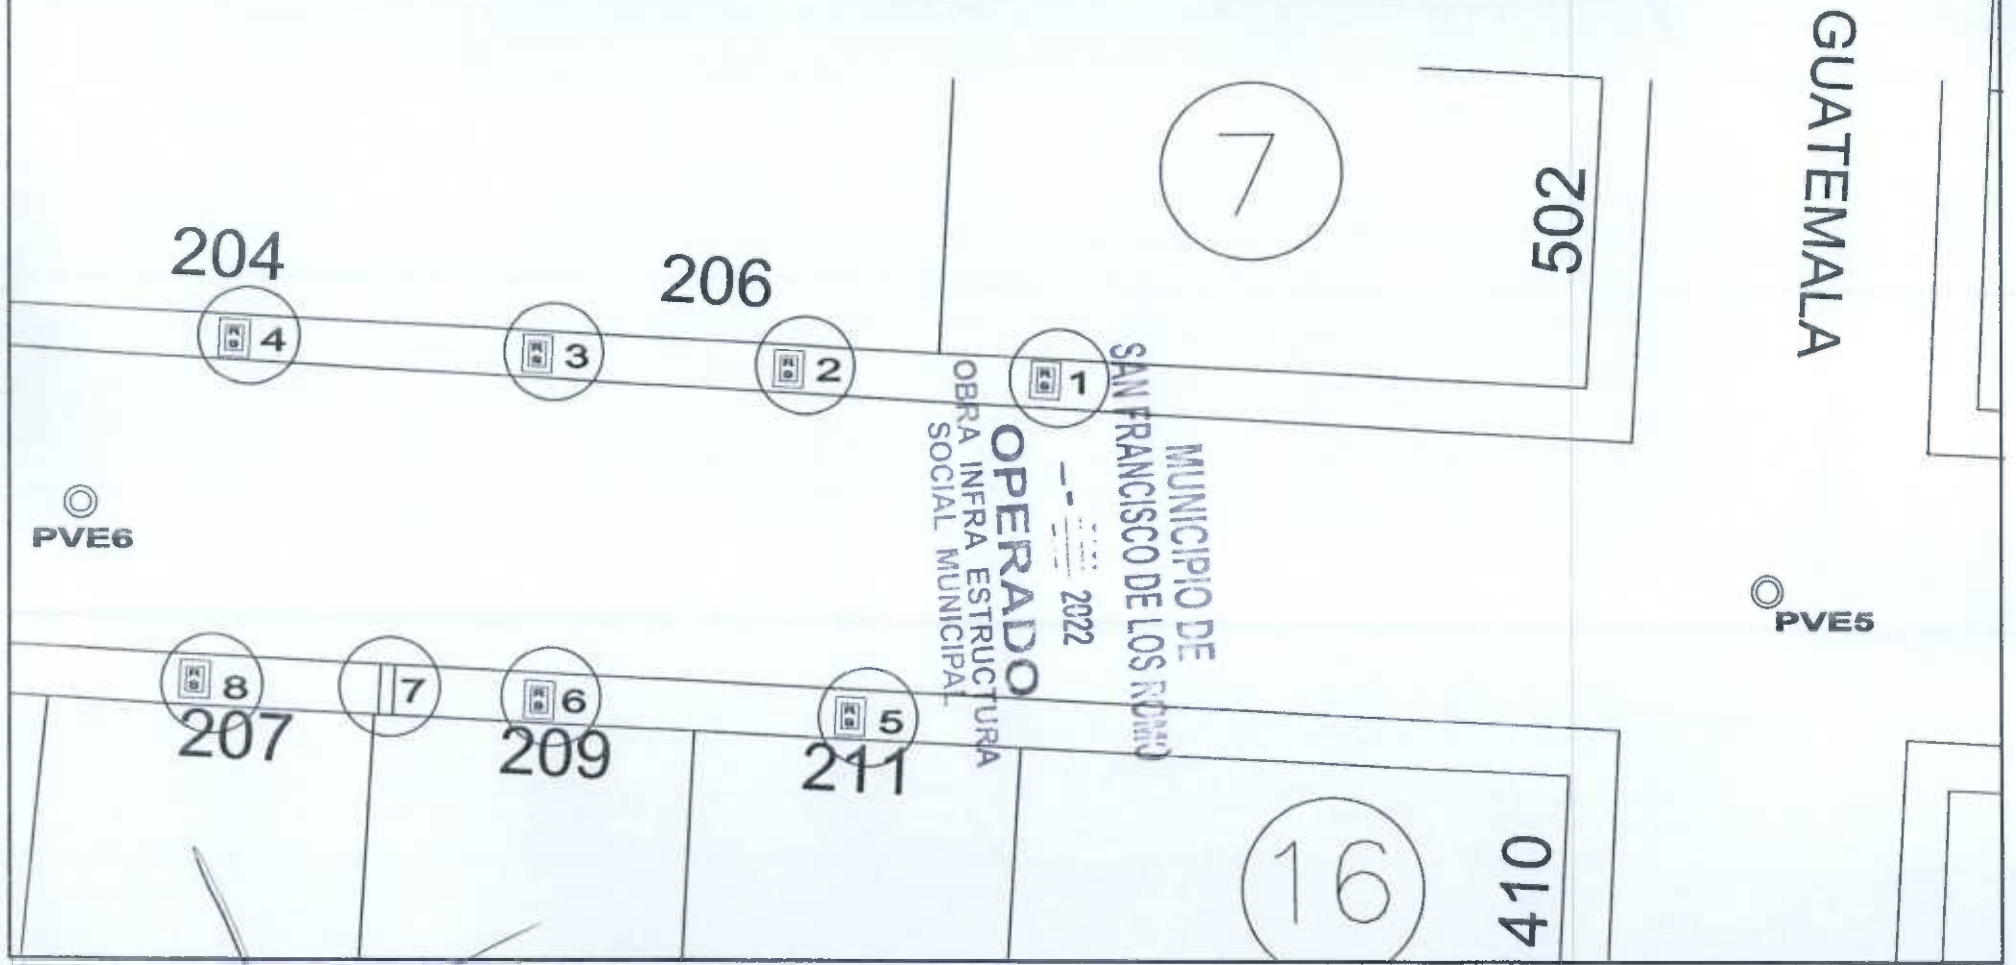 GUATEMALA
7
502
204
206
4
3
2
1
MUNICIPIO DE
SAN FRANCISCO DE LOS ROMO
2022
OPERADO
OBRA INFRA ESTRUCTURA
SOCIAL MUNICIPAL
PVE6
PVE5
8
7
6
5
207
209
211
16
410